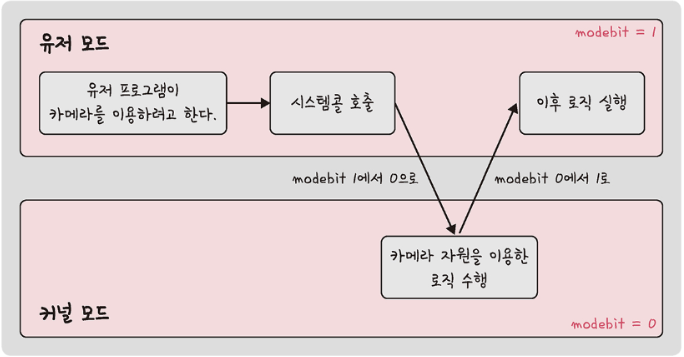 유저 모드
modebit = 1
유저 프로그램이
카메라를 이용하려고 한다.
시스템콜 호출
이후 로직 실행
modebit 1에서 0으로
modebit 0에서 1로
카메라 자원을 이용한
로직 수행
커널 모드
modebit = 0